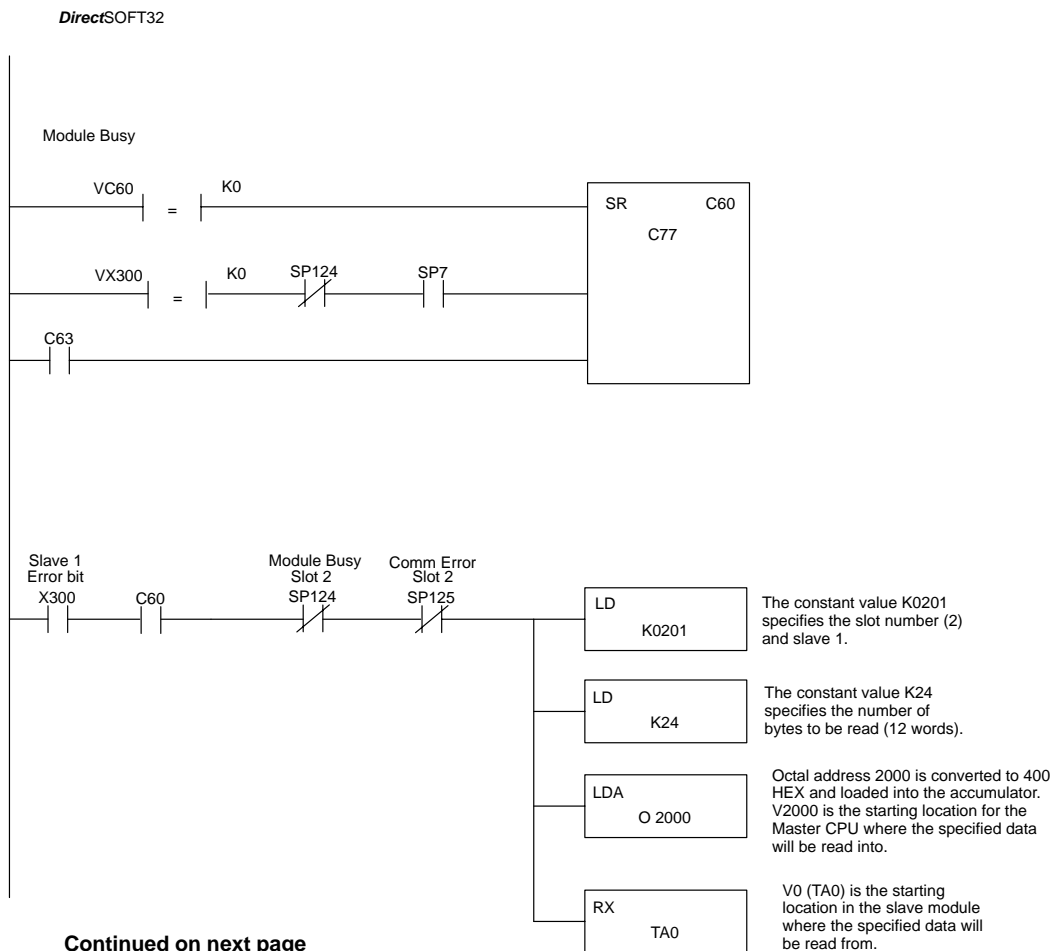 DirectSOFT32
Module Busy
VC60 = K0
SR C60
C77
VX300 = K0 SP124 SP7
C63
Slave 1
Error bit
X300
C60
Module Busy
Slot 2
SP124
Comm Error
Slot 2
SP125
LD
K0201
The constant value K0201
specifies the slot number (2)
and slave 1.
LD
K24
The constant value K24
specifies the number of
bytes to be read (12 words).
LDA
O 2000
Octal address 2000 is converted to 400
HEX and loaded into the accumulator.
V2000 is the starting location for the
Master CPU where the specified data
will be read into.
RX
TA0
V0 (TA0) is the starting
location in the slave module
where the specified data will
be read from.
Continued on next page